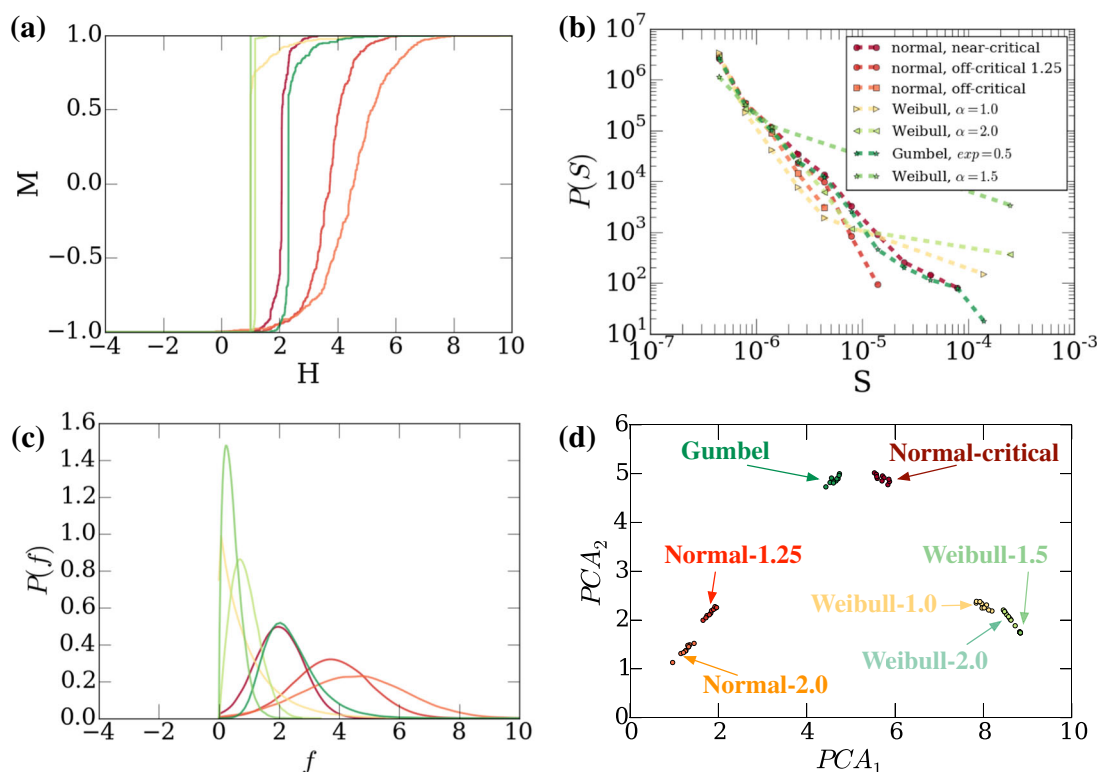 (a)
1.0
0.5
0.0
−0.5
−1.0
M
−4 −2 0 2 4 6 8 10
H
(b)
10^7
10^6
10^5
10^4
10^3
10^2
10^1
P(S)
normal, near-critical
normal, off-critical 1.25
normal, off-critical
Weibull, α=1.0
Weibull, α=2.0
Gumbel, exp=0.5
Weibull, α=1.5
10^-7 10^-6 10^-5 10^-4 10^-3
S
(c)
1.6
1.4
1.2
1.0
0.8
0.6
0.4
0.2
0.0
P(f)
−4 −2 0 2 4 6 8 10
f
(d)
6
5
4
3
2
1
0
PCA_2
Gumbel
Normal-critical
Normal-1.25
Weibull-1.5
Weibull-1.0
Weibull-2.0
Normal-2.0
0 2 4 6 8 10
PCA_1